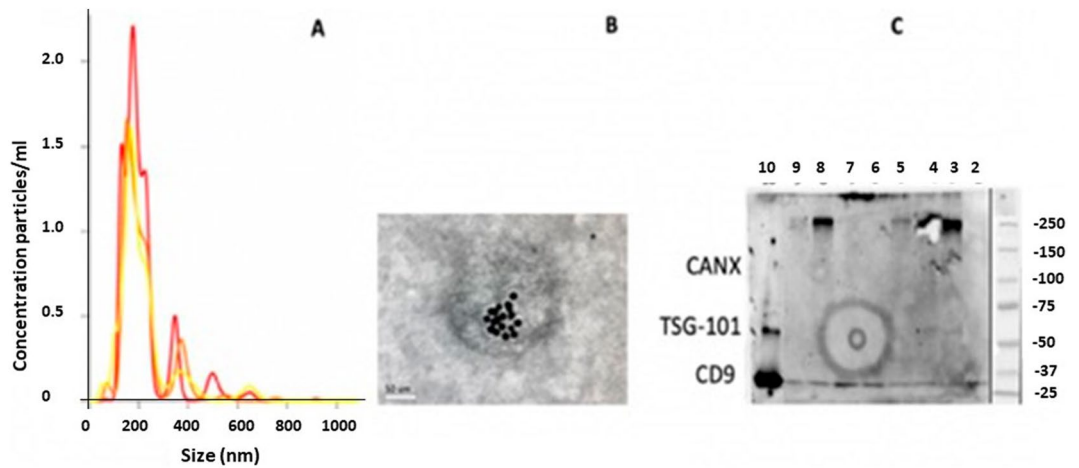 A
2.0
1.5
1.0
0.5
0
0 200 400 600 800 1000
Size (nm)
Concentration particles/ml
B
C
10 9 8 7 6 5 4 3 2
CANX
TSG-101
CD9
-250
-150
-100
-75
-50
-37
-25